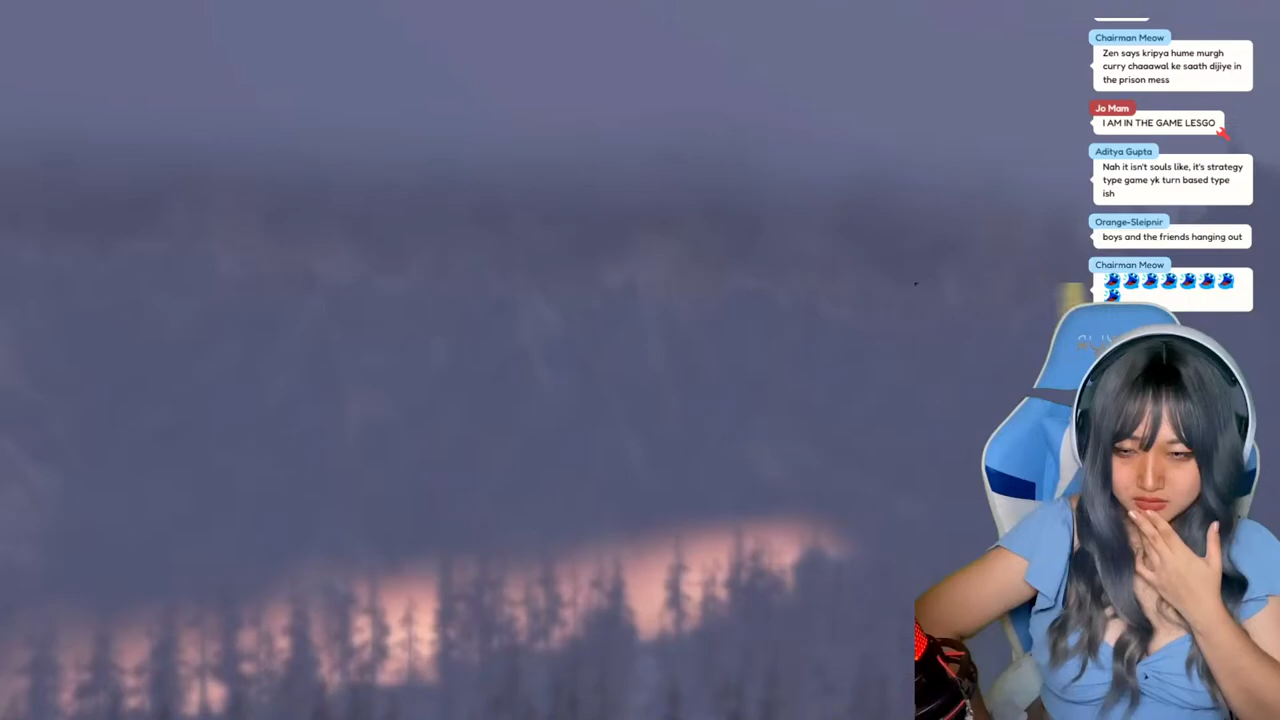 Chairman Meow
Zen says kripya hume murgh
curry chaaawal ke saath dijiye in
the prison mess
Jo Mam
I AM IN THE GAME LESGO
Aditya Gupta
Nah it isn't souls like, it's strategy
type game yk turn based type
ish
Orange-Sleipnir
boys and the friends hanging out
Chairman Meow